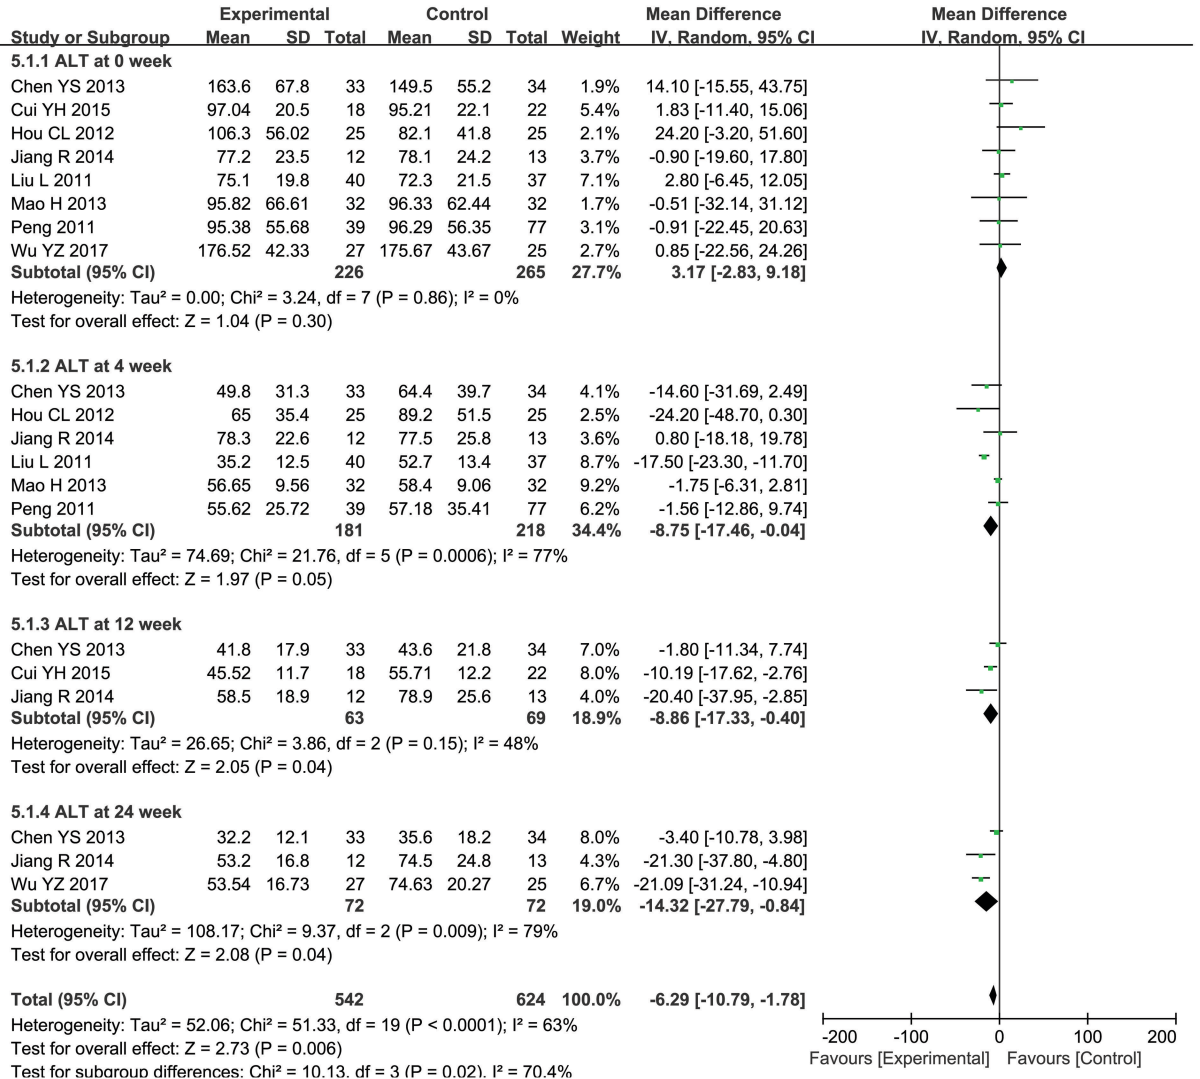 Experimental Control Mean Difference Mean Difference
Study or Subgroup Mean SD Total Mean SD Total Weight IV, Random, 95% CI IV, Random, 95% CI
5.1.1 ALT at 0 week
Chen YS 2013 163.6 67.8 33 149.5 55.2 34 1.9% 14.10 [-15.55, 43.75]
Cui YH 2015 97.04 20.5 18 95.21 22.1 22 5.4% 1.83 [-11.40, 15.06]
Hou CL 2012 106.3 56.02 25 82.1 41.8 25 2.1% 24.20 [-3.20, 51.60]
Jiang R 2014 77.2 23.5 12 78.1 24.2 13 3.7% -0.90 [-19.60, 17.80]
Liu L 2011 75.1 19.8 40 72.3 21.5 37 7.1% 2.80 [-6.45, 12.05]
Mao H 2013 95.82 66.61 32 96.33 62.44 32 1.7% -0.51 [-32.14, 31.12]
Peng 2011 95.38 55.68 39 96.29 56.35 77 3.1% -0.91 [-22.45, 20.63]
Wu YZ 2017 176.52 42.33 27 175.67 43.67 25 2.7% 0.85 [-22.56, 24.26]
Subtotal (95% CI) 226 265 27.7% 3.17 [-2.83, 9.18]
Heterogeneity: Tau² = 0.00; Chi² = 3.24, df = 7 (P = 0.86); I² = 0%
Test for overall effect: Z = 1.04 (P = 0.30)
5.1.2 ALT at 4 week
Chen YS 2013 49.8 31.3 33 64.4 39.7 34 4.1% -14.60 [-31.69, 2.49]
Hou CL 2012 65 35.4 25 89.2 51.5 25 2.5% -24.20 [-48.70, 0.30]
Jiang R 2014 78.3 22.6 12 77.5 25.8 13 3.6% 0.80 [-18.18, 19.78]
Liu L 2011 35.2 12.5 40 52.7 13.4 37 8.7% -17.50 [-23.30, -11.70]
Mao H 2013 56.65 9.56 32 58.4 9.06 32 9.2% -1.75 [-6.31, 2.81]
Peng 2011 55.62 25.72 39 57.18 35.41 77 6.2% -1.56 [-12.86, 9.74]
Subtotal (95% CI) 181 218 34.4% -8.75 [-17.46, -0.04]
Heterogeneity: Tau² = 74.69; Chi² = 21.76, df = 5 (P = 0.0006); I² = 77%
Test for overall effect: Z = 1.97 (P = 0.05)
5.1.3 ALT at 12 week
Chen YS 2013 41.8 17.9 33 43.6 21.8 34 7.0% -1.80 [-11.34, 7.74]
Cui YH 2015 45.52 11.7 18 55.71 12.2 22 8.0% -10.19 [-17.62, -2.76]
Jiang R 2014 58.5 18.9 12 78.9 25.6 13 4.0% -20.40 [-37.95, -2.85]
Subtotal (95% CI) 63 69 18.9% -8.86 [-17.33, -0.40]
Heterogeneity: Tau² = 26.65; Chi² = 3.86, df = 2 (P = 0.15); I² = 48%
Test for overall effect: Z = 2.05 (P = 0.04)
5.1.4 ALT at 24 week
Chen YS 2013 32.2 12.1 33 35.6 18.2 34 8.0% -3.40 [-10.78, 3.98]
Jiang R 2014 53.2 16.8 12 74.5 24.8 13 4.3% -21.30 [-37.80, -4.80]
Wu YZ 2017 53.54 16.73 27 74.63 20.27 25 6.7% -21.09 [-31.24, -10.94]
Subtotal (95% CI) 72 72 19.0% -14.32 [-27.79, -0.84]
Heterogeneity: Tau² = 108.17; Chi² = 9.37, df = 2 (P = 0.009); I² = 79%
Test for overall effect: Z = 2.08 (P = 0.04)
Total (95% CI) 542 624 100.0% -6.29 [-10.79, -1.78]
Heterogeneity: Tau² = 52.06; Chi² = 51.33, df = 19 (P < 0.0001); I² = 63%
Test for overall effect: Z = 2.73 (P = 0.006)
Test for subgroup differences: Chi² = 10.13, df = 3 (P = 0.02), I² = 70.4%
-200 -100 0 100 200
Favours [Experimental] Favours [Control]